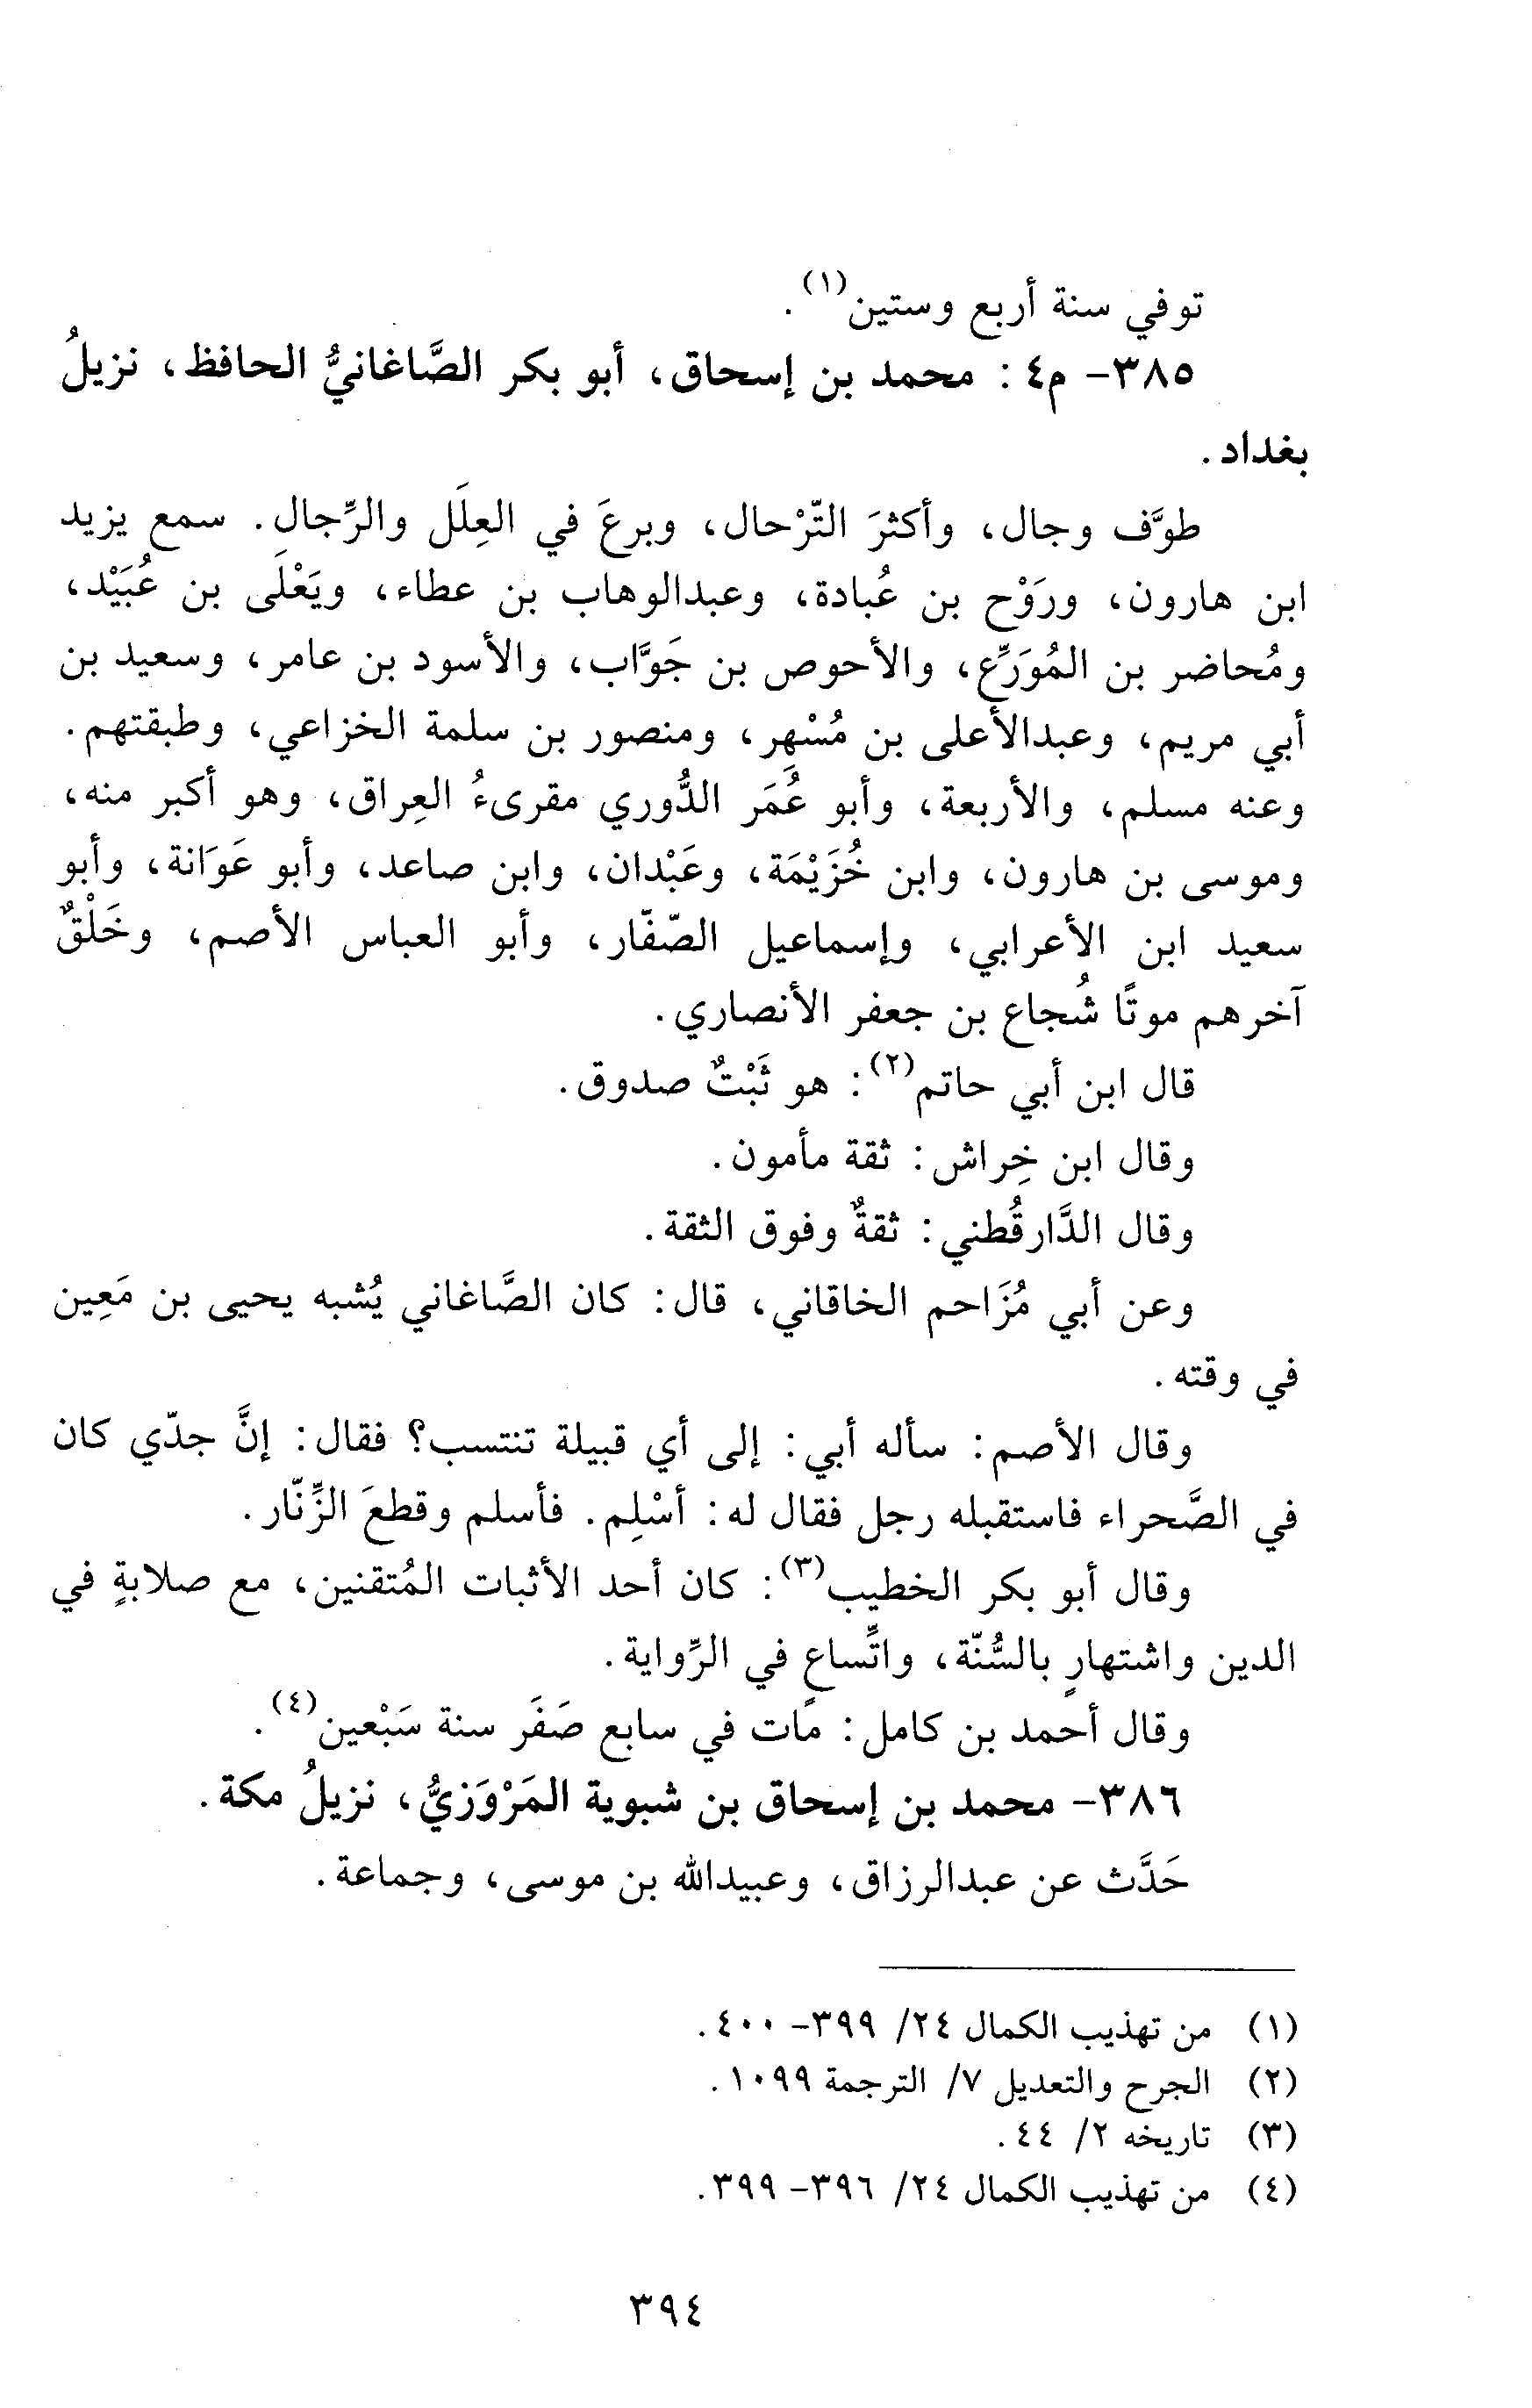 توفي سنة أربع وستين(١).
٣٨٥- م٤: محمد بن إسحاق، أبو بكر الصَّاغانيُّ الحافظ، نزيلُ
بغداد.
طوَّف وجال، وأكثرَ التّرْحال، وبرعَ في العِلَل والرِّجال. سمع يزيد
ابن هارون، ورَوْح بن عُبادة، وعبدالوهاب بن عطاء، ويَعْلَى بن عُبَيْد،
ومُحاضر بن المُوَرِّع، والأحوص بن جَوَّاب، والأسود بن عامر، وسعيد بن
أبي مريم، وعبدالأعلى بن مُسْهِر، ومنصور بن سلمة الخزاعي، وطبقتهم.
وعنه مسلم، والأربعة، وأبو عُمَر الدُّوري مقرىءُ العِراق، وهو أكبر منه،
وموسى بن هارون، وابن خُزَيْمَة، وعَبْدان، وابن صاعد، وأبو عَوَانة، وأبو
سعيد ابن الأعرابي، وإسماعيل الصّفّار، وأبو العباس الأصم، وخَلْقٌ
آخرهم موتًا شُجاع بن جعفر الأنصاري.
قال ابن أبي حاتم(٢): هو ثَبْتٌ صدوق.
وقال ابن خِراش: ثقة مأمون.
وقال الدَّارقُطني: ثقةٌ وفوق الثقة.
وعن أبي مُزَاحم الخاقاني، قال: كان الصَّاغاني يُشبه يحيى بن مَعِين
في وقته.
وقال الأصم: سأله أبي: إلى أي قبيلة تنتسب؟ فقال: إنَّ جدّي كان
في الصَّحراء فاستقبله رجل فقال له: أسْلِم. فأسلم وقطعَ الزِّنّار.
وقال أبو بكر الخطيب(٣): كان أحد الأثبات المُتقنين، مع صلابةٍ في
الدين واشتهارٍ بالسُّنّة، واتِّساعٍ في الرِّواية.
وقال أحمد بن كامل: مات في سابع صَفَر سنة سَبْعين(٤).
٣٨٦- محمد بن إسحاق بن شبوية المَرْوَزيُّ، نزيلُ مكة.
حَدَّث عن عبدالرزاق، وعبيدالله بن موسى، وجماعة.
(١) من تهذيب الكمال ٢٤/ ٣٩٩- ٤٠٠.
(٢) الجرح والتعديل ٧/ الترجمة ١٠٩٩.
(٣) تاريخه ٢/ ٤٤.
(٤) من تهذيب الكمال ٢٤/ ٣٩٦- ٣٩٩.
٣٩٤